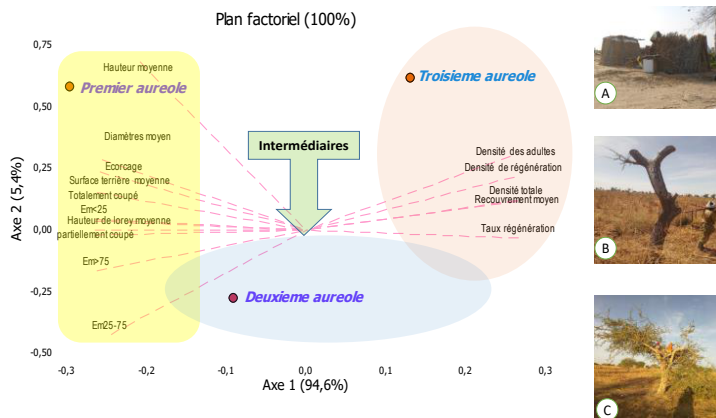 Plan factoriel (100%)
0,75
Hauteur moyenne
Premier aureole
Troisieme aureole
A
0,50
Diamètres moyen
Intermédiaires
Densité des adultes
0,25
Ecorcage
Densité de régénération
Surface terrière moyenne
Totalement coupé
Densité totale
Em<25
Recouvrement moyen
B
Hauteur de lorey moyenne
0,00
partiellement coupé
Taux régénération
Em>75
-0,25
Deuxieme aureole
Em25-75
-0,50
-0,3
-0,2
-0,1
0,0
0,1
0,2
0,3
Axe 1 (94,6%)
Axe 2 (5,4%)
C